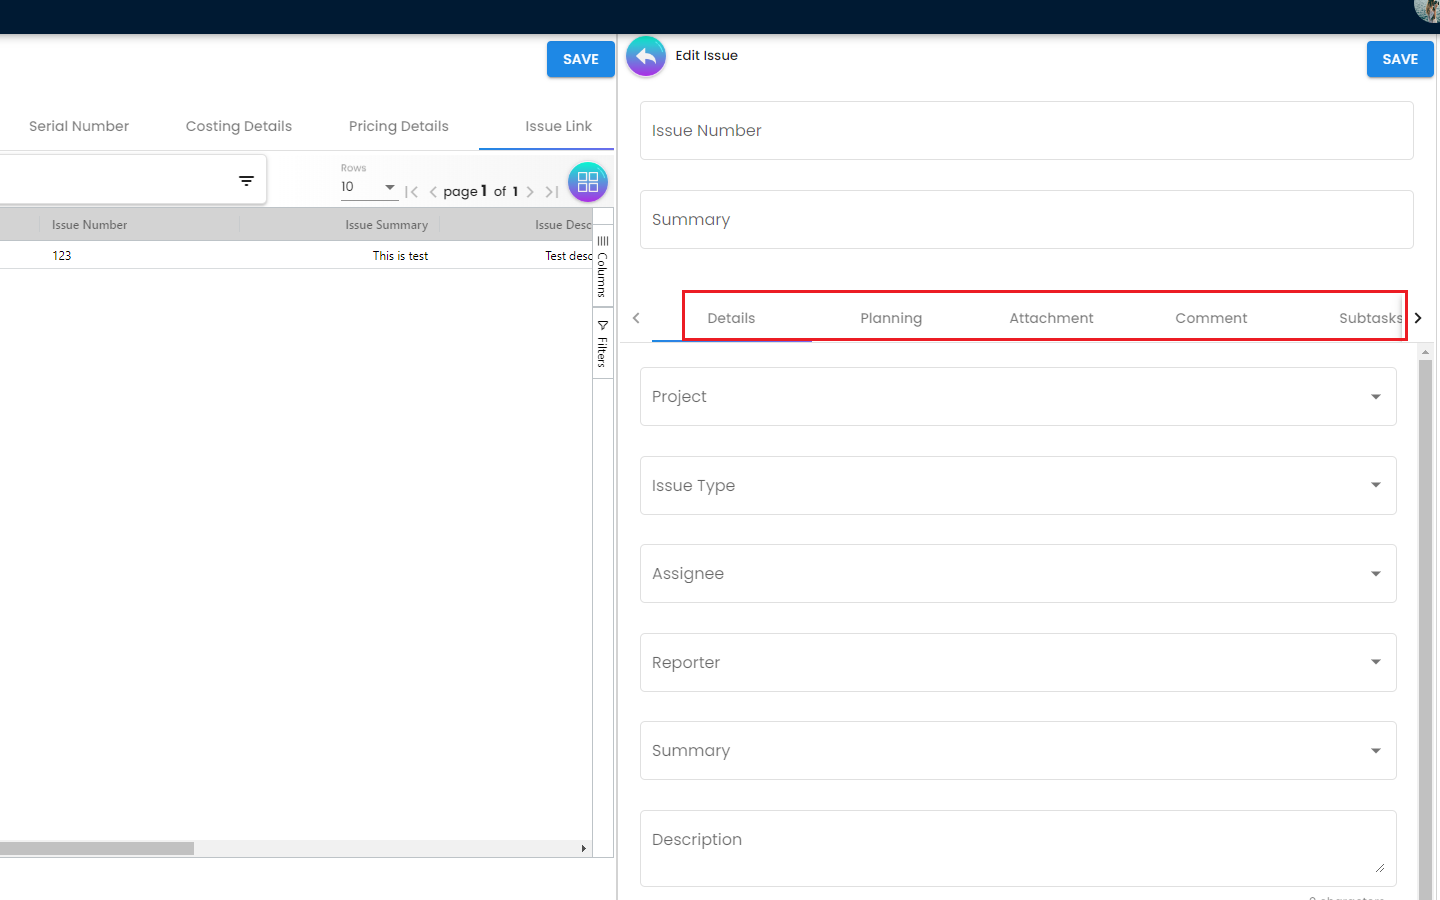 SAVE
Serial Number
Costing Details
Pricing Details
Issue Link
Rows
10
page 1 of 1
Issue Number
Issue Summary
Issue Desc
123
This is test
Test desc
Columns
Filters
Edit Issue
SAVE
Issue Number
Summary
Details
Planning
Attachment
Comment
Subtasks
Project
Issue Type
Assignee
Reporter
Summary
Description